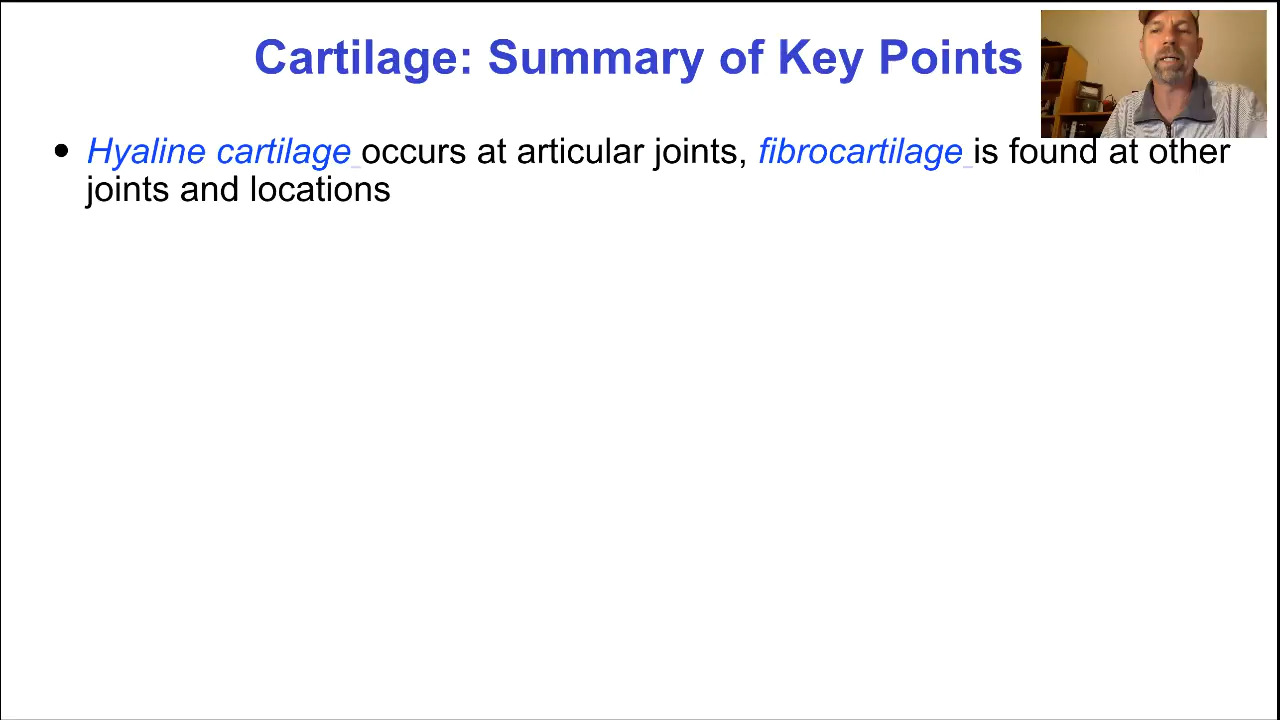 Cartilage: Summary of Key Points
• Hyaline cartilage occurs at articular joints, fibrocartilage is found at other
joints and locations